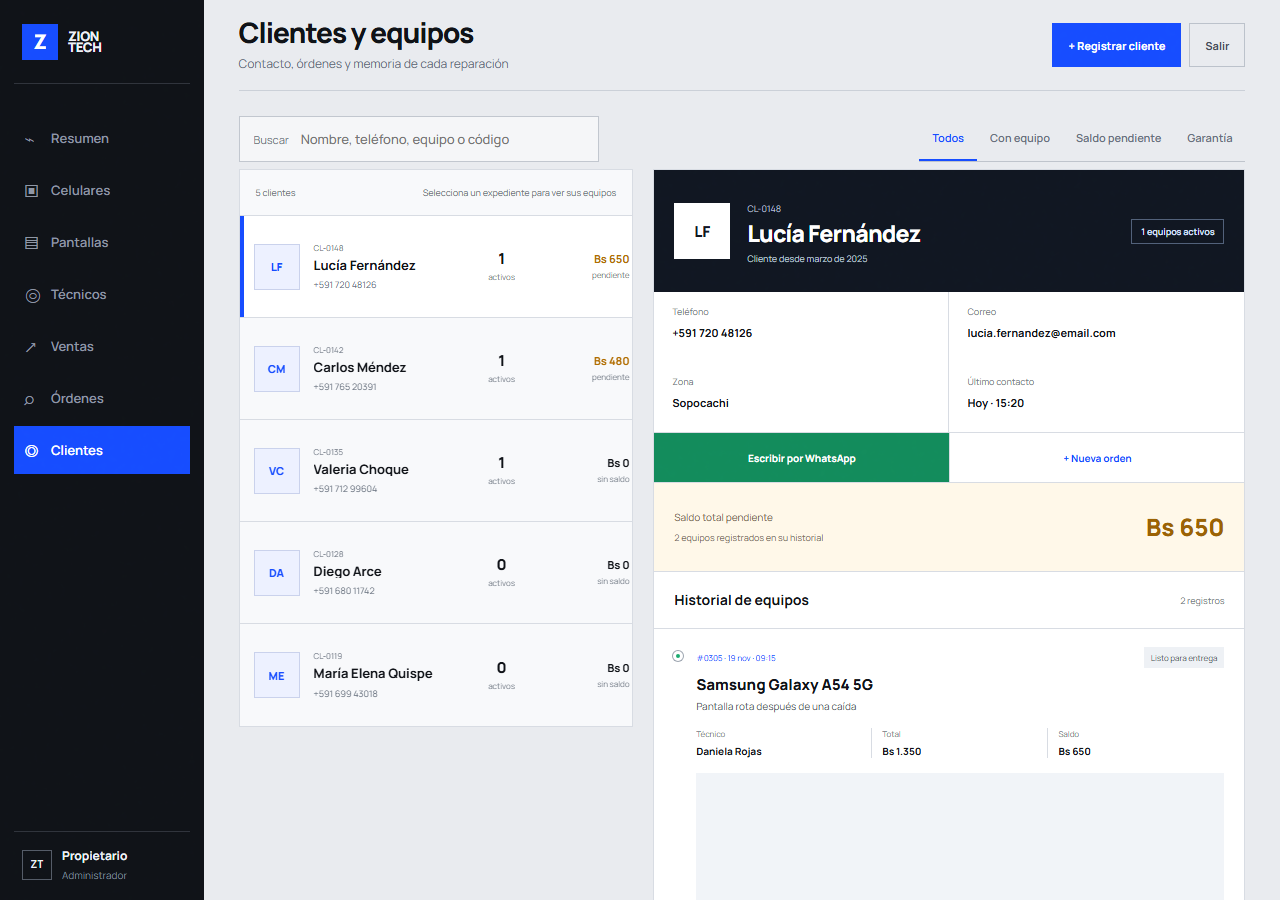 Z
ZION
TECH
Resumen
Celulares
Pantallas
Técnicos
Ventas
Órdenes
Clientes
ZT
Propietario
Administrador
Clientes y equipos
Contacto, órdenes y memoria de cada reparación
+ Registrar cliente
Salir
Buscar Nombre, teléfono, equipo o código
Todos
Con equipo
Saldo pendiente
Garantía
5 clientes
Selecciona un expediente para ver sus equipos
LF
CL-0148
Lucía Fernández
+591 720 48126
1
activos
Bs 650
pendiente
CM
CL-0142
Carlos Méndez
+591 765 20391
1
activos
Bs 480
pendiente
VC
CL-0135
Valeria Choque
+591 712 99604
1
activos
Bs 0
sin saldo
DA
CL-0128
Diego Arce
+591 680 11742
0
activos
Bs 0
sin saldo
ME
CL-0119
María Elena Quispe
+591 699 43018
0
activos
Bs 0
sin saldo
LF
CL-0148
Lucía Fernández
Cliente desde marzo de 2025
1 equipos activos
Teléfono
+591 720 48126
Correo
lucia.fernandez@email.com
Zona
Sopocachi
Último contacto
Hoy · 15:20
Escribir por WhatsApp
+ Nueva orden
Saldo total pendiente
2 equipos registrados en su historial
Bs 650
Historial de equipos
2 registros
#0305 · 19 nov · 09:15
Listo para entrega
Samsung Galaxy A54 5G
Pantalla rota después de una caída
Técnico
Daniela Rojas
Total
Bs 1.350
Saldo
Bs 650